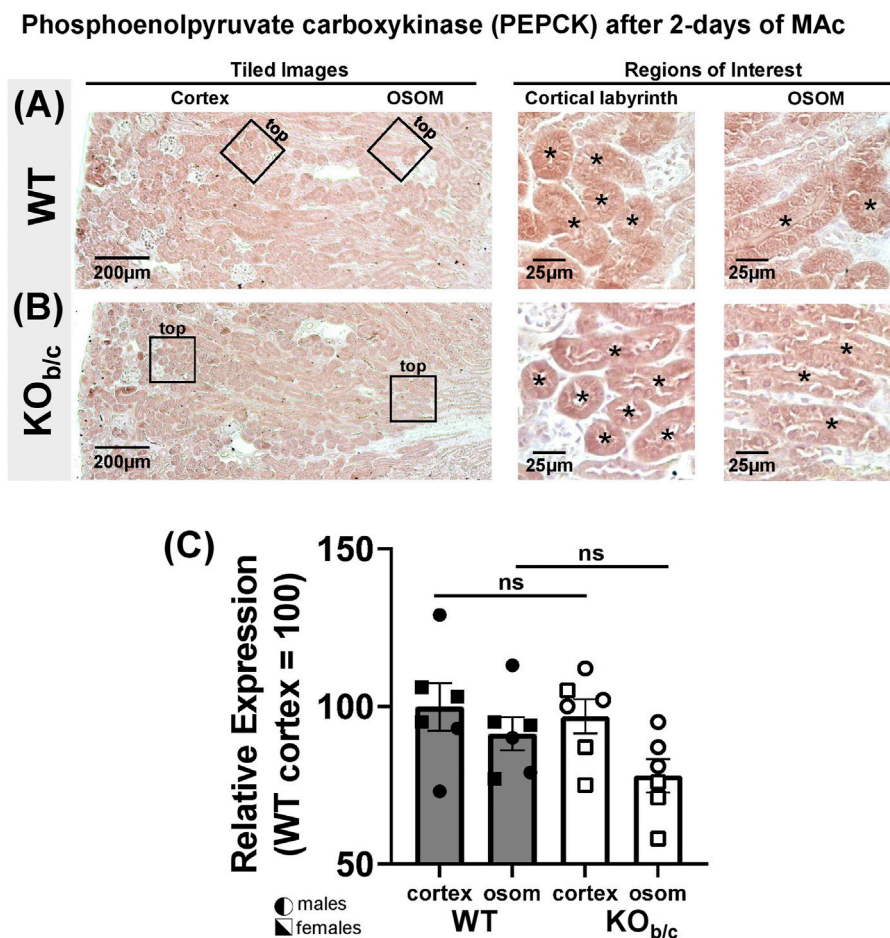 Phosphoenolpyruvate carboxykinase (PEPCK) after 2-days of MAc
Tiled Images
Regions of Interest
(A)
Cortex
OSOM
Cortical labyrinth
OSOM
WT
top
top
* * * * *
* *
200µm
25µm
25µm
(B)
KOb/c
top
top
* * * * * * *
* * *
200µm
25µm
25µm
(C)
Relative Expression
(WT cortex = 100)
150
100
50
ns
ns
cortex osom cortex osom
WT KOb/c
males
females